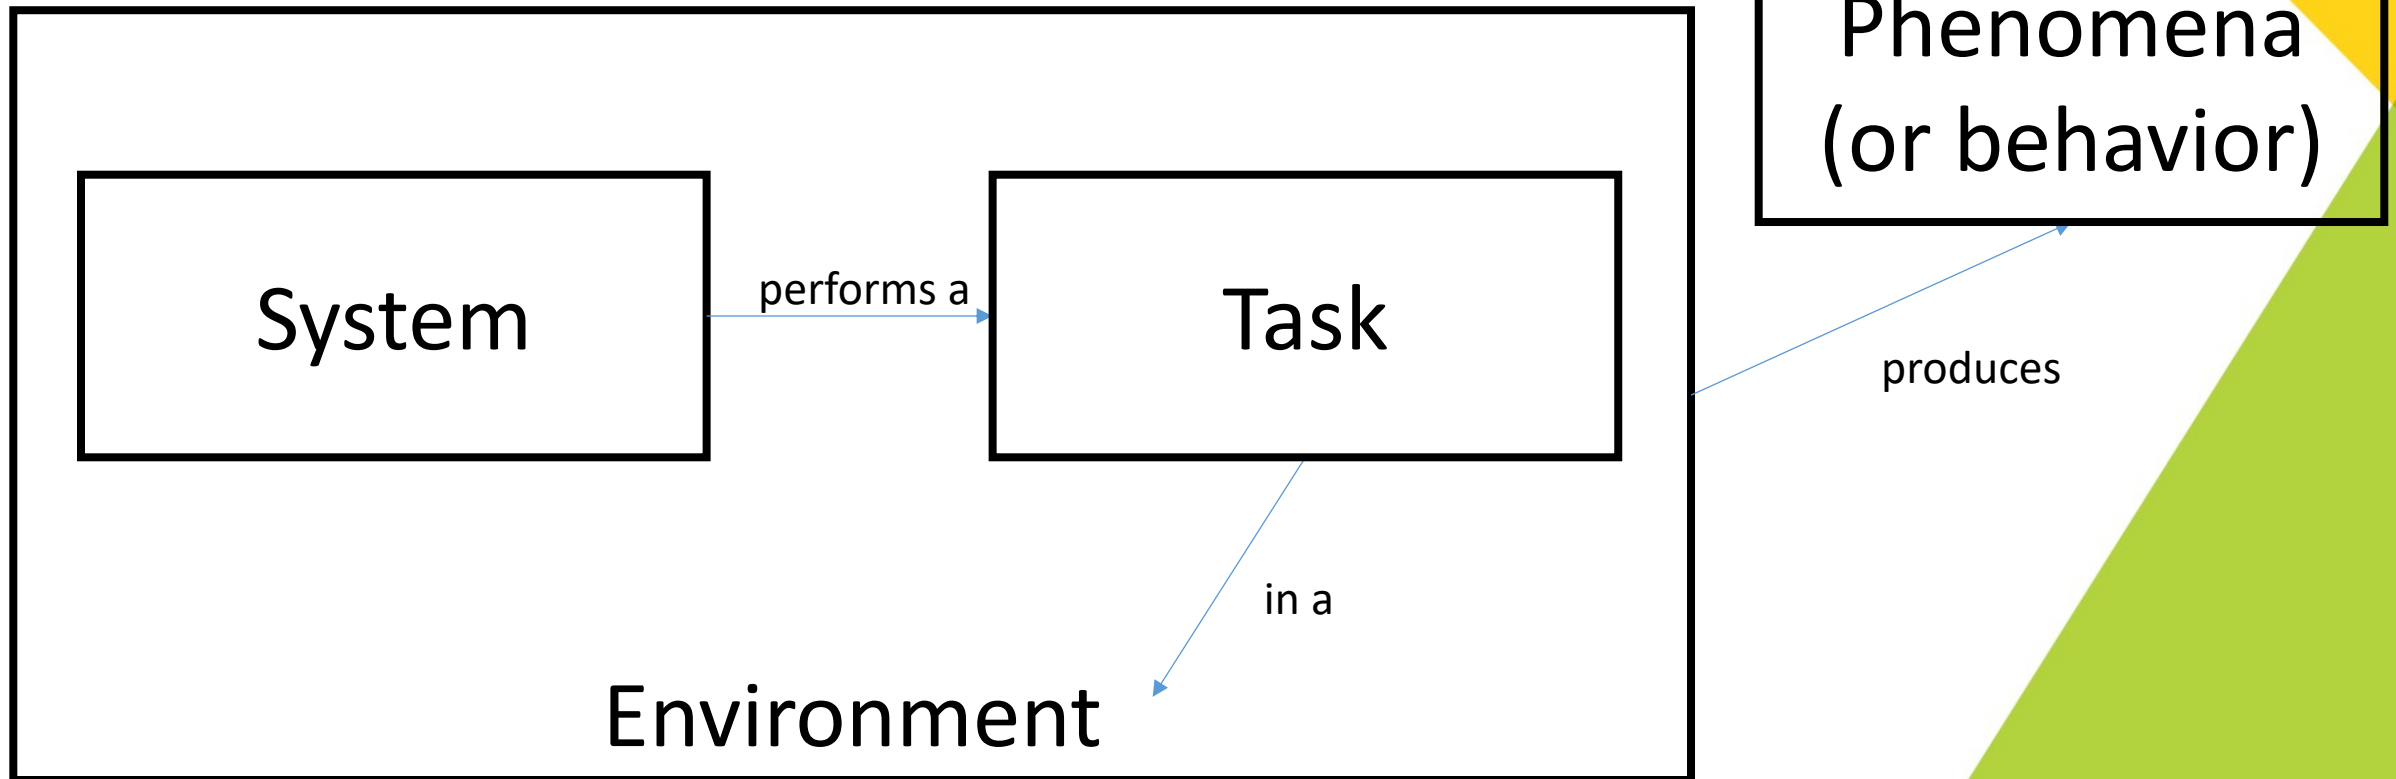 Phenomena
(or behavior)
System
performs a
Task
produces
in a
Environment